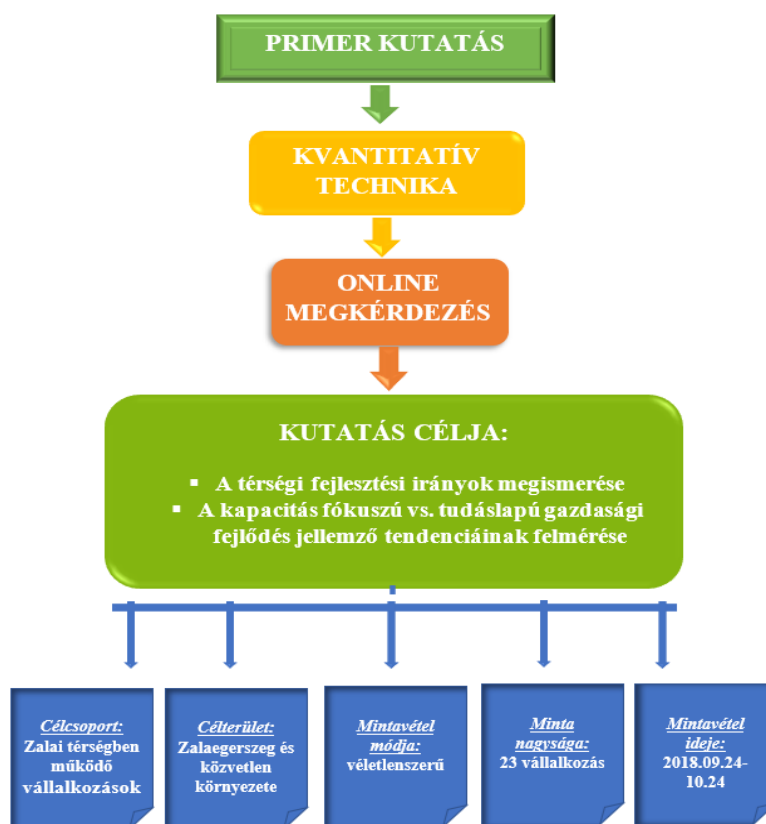 PRIMER KUTATÁS
KVANTITATÍV
TECHNIKA
ONLINE
MEGKÉRDEZÉS
KUTATÁS CÉLJA:
▪ A térségi fejlesztési irányok megismerése
▪ A kapacitás fókuszú vs. tudáslapú gazdasági
fejlődés jellemző tendenciáinak felmérése
Célcsoport:
Zalai térségben
működő
vállalkozások
Célterület:
Zalaegerszeg és
közvetlen
környezete
Mintavétel
módja:
véletlenszerű
Minta
nagysága:
23 vállalkozás
Mintavétel
ideje:
2018.09.24-
10.24